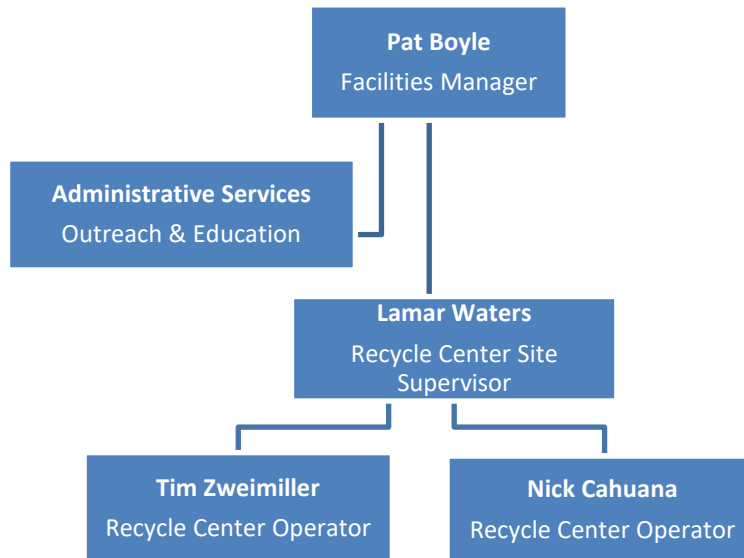 Pat Boyle
Facilities Manager
Administrative Services
Outreach & Education
Lamar Waters
Recycle Center Site
Supervisor
Tim Zweimiller
Recycle Center Operator
Nick Cahuana
Recycle Center Operator